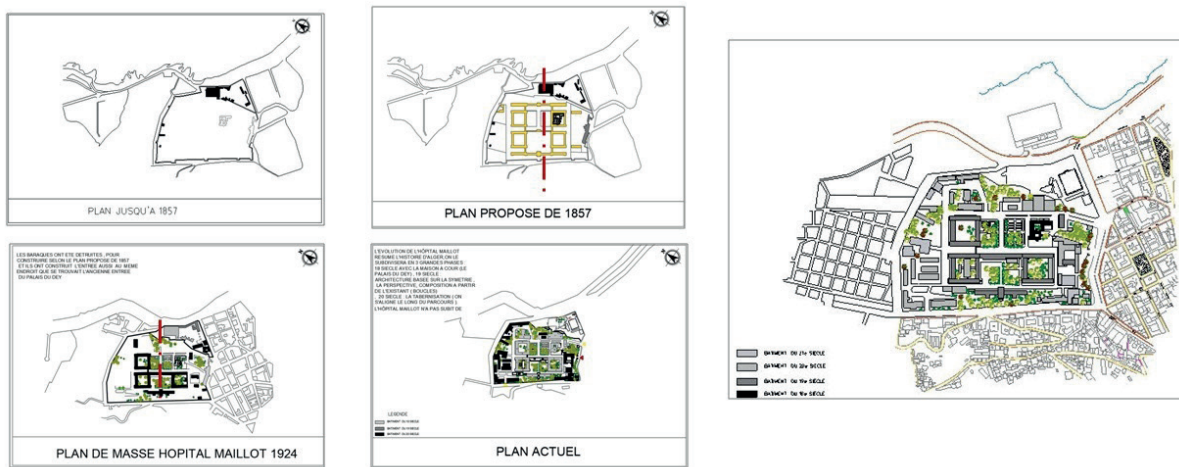 PLAN JUSQU'A 1857
PLAN PROPOSE DE 1857
LES BARAQUES ONT ETE DETRUITES , POUR
CONSTRUIRE SELON LE PLAN PROPOSE DE 1857
ET ILS ONT CONSTRUIT L'ENTREE AUSSI AU MEME
ENDROIT QUE SE TROUVAIT L'ANCIENNE ENTREE
DU PALAIS DU DEY
PLAN DE MASSE HOPITAL MAILLOT 1924
L'EVOLUTION DE L'HÔPITAL MAILLOT
RESUME L'HISTOIRE D'ALGER,ON LE
SUBDIVISERA EN 3 GRANDES PHASES:
18 SIECLE AVEC LA MAISON A COUR (LE
PALAIS DU DEY) , 19 SIECLE
ARCHITECTURE BASEE SUR LA SYMETRIE ,
LA PERSPECTIVE, COMPOSITION A PARTIR
DE L'EXISTANT ( BOUCLES)
, 20 SIECLE LA TABERNISATION ( ON
S'ALIGNE LE LONG DU PARCOURS ).
L'HÔPITAL MAILLOT N'A PAS SUBIT DE
LEGENDE
PLAN ACTUEL
BATIMENT DU 21e SIECLE
BATIMENT DU 20e SIECLE
BATIMENT DU 19e SIECLE
BATIMENT DU 18e SIECLE